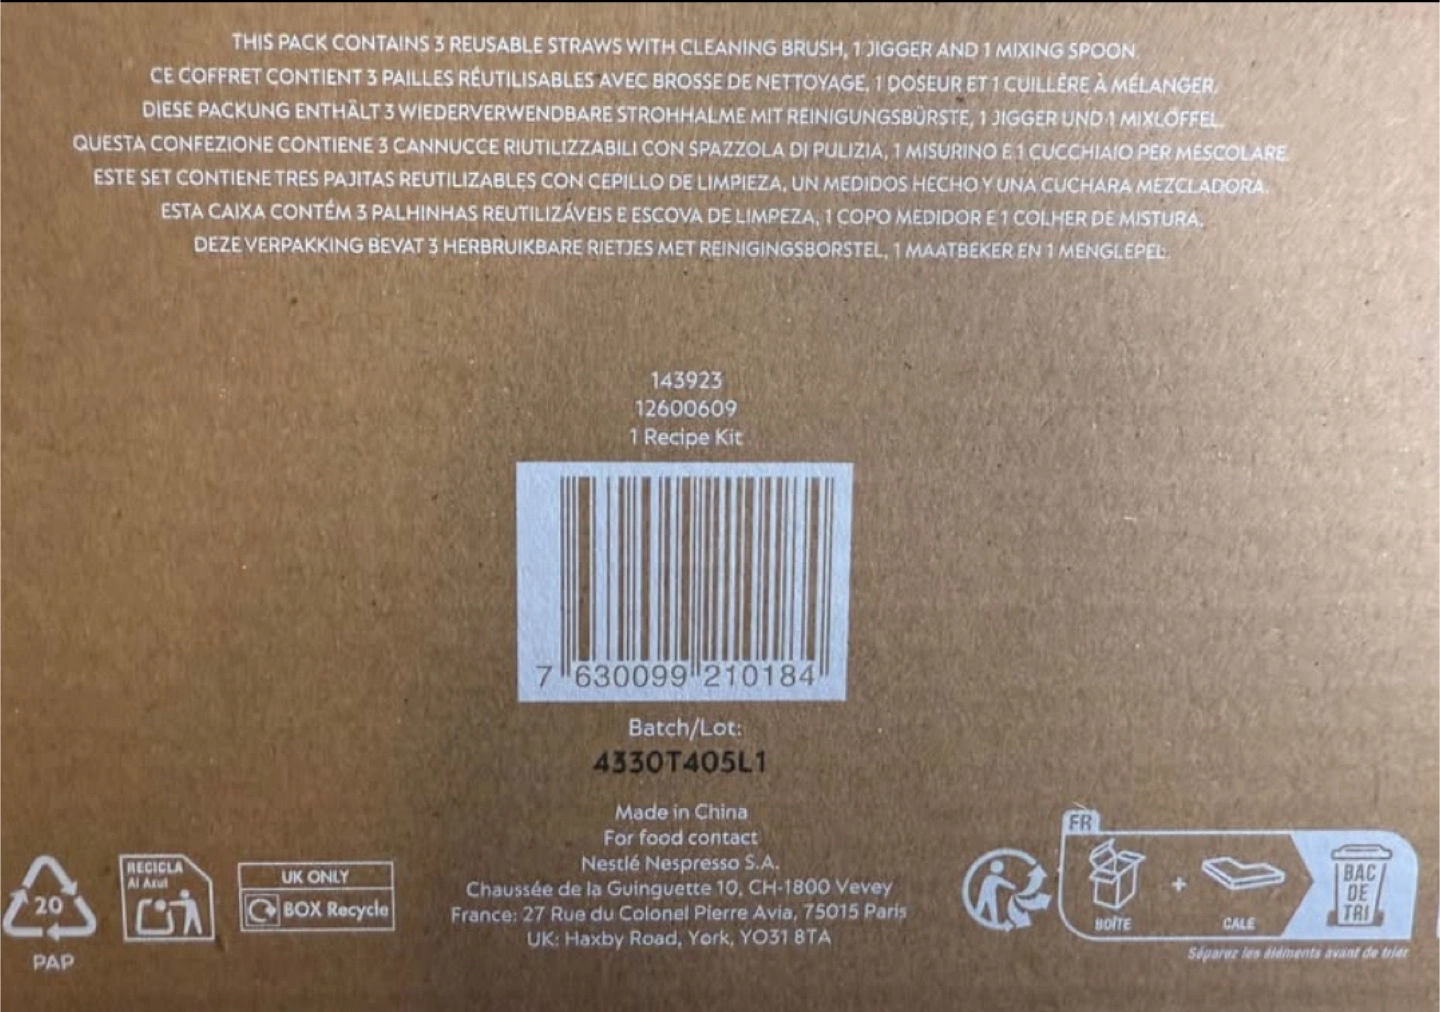 THIS PACK CONTAINS 3 REUSABLE STRAWS WITH CLEANING BRUSH, 1 JIGGER AND 1 MIXING SPOON.
CE COFFRET CONTIENT 3 PAILLES RÉUTILISABLES AVEC BROSSE DE NETTOYAGE, 1 DOSEUR ET 1 CUILLÈRE À MÉLANGER.
DIESE PACKUNG ENTHÄLT 3 WIEDERVERWENDBARE STROHHALME MIT REINIGUNGSBÜRSTE, 1 JIGGER UND 1 MIXLÖFFEL.
QUESTA CONFEZIONE CONTIENE 3 CANNUCCE RIUTILIZZABILI CON SPAZZOLA DI PULIZIA, 1 MISURINO E 1 CUCCHIAIO PER MESCOLARE.
ESTE SET CONTIENE TRES PAJITAS REUTILIZABLES CON CEPILLO DE LIMPIEZA, UN MEDIDOS HECHO Y UNA CUCHARA MEZCLADORA.
ESTA CAIXA CONTÉM 3 PALHINHAS REUTILIZÁVEIS E ESCOVA DE LIMPEZA, 1 COPO MEDIDOR E 1 COLHER DE MISTURA.
DEZE VERPAKKING BEVAT 3 HERBRUIKBARE RIETJES MET REINIGINGSBORSTEL, 1 MAATBEKER EN 1 MENGLEPEL.
143923
12600609
1 Recipe Kit
7 630099 210184
Batch/Lot:
4330T405L1
Made in China
For food contact
Nestlé Nespresso S.A.
Chaussée de la Guinguette 10, CH-1800 Vevey
France: 27 Rue du Colonel Pierre Avia, 75015 Paris
UK: Haxby Road, York, YO31 8TA
20
PAP
RECICLA
Al Azul
UK ONLY
BOX Recycle
FR
BOÎTE
+
CALE
BAC
DE
TRI
Séparez les éléments avant de trier